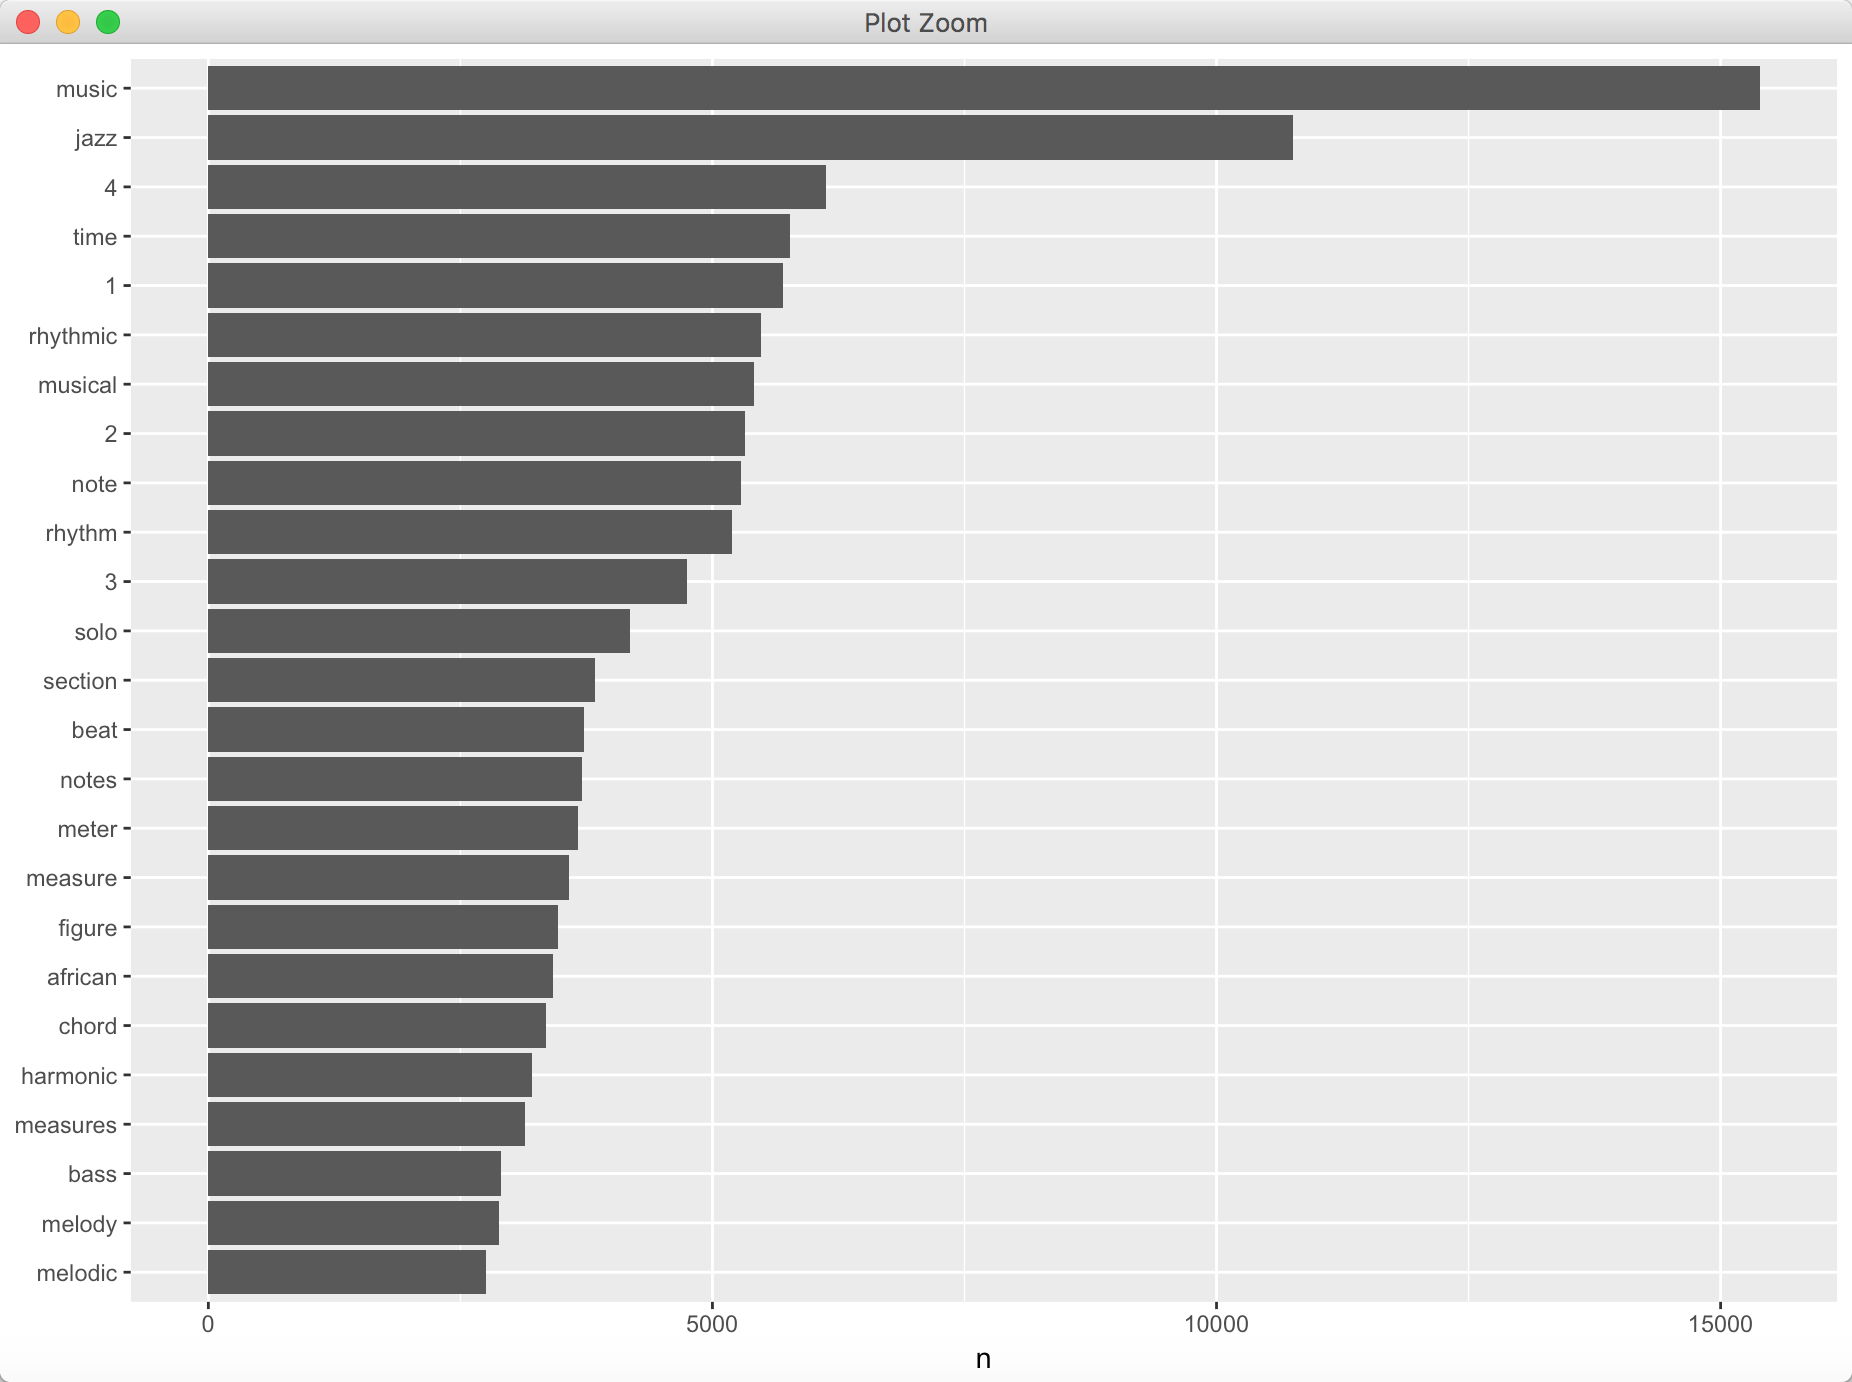 Plot Zoom
music
jazz
4
time
1
rhythmic
musical
2
note
rhythm
3
solo
section
beat
notes
meter
measure
figure
african
chord
harmonic
measures
bass
melody
melodic
0 5000 10000 15000
n